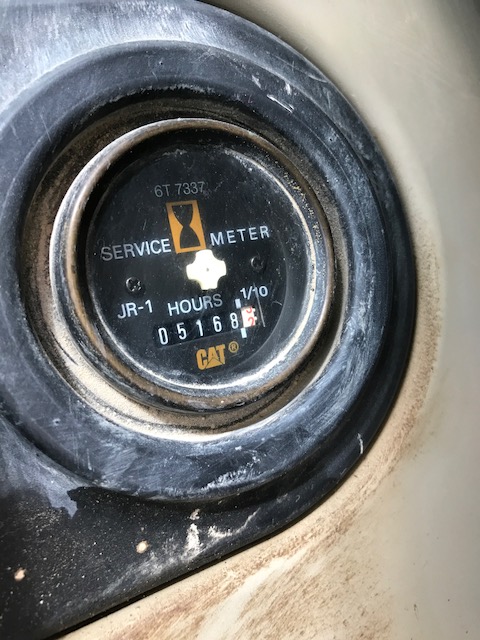 6T 7337
SERVICE METER
JR-1 HOURS 1/10
05168
CAT®